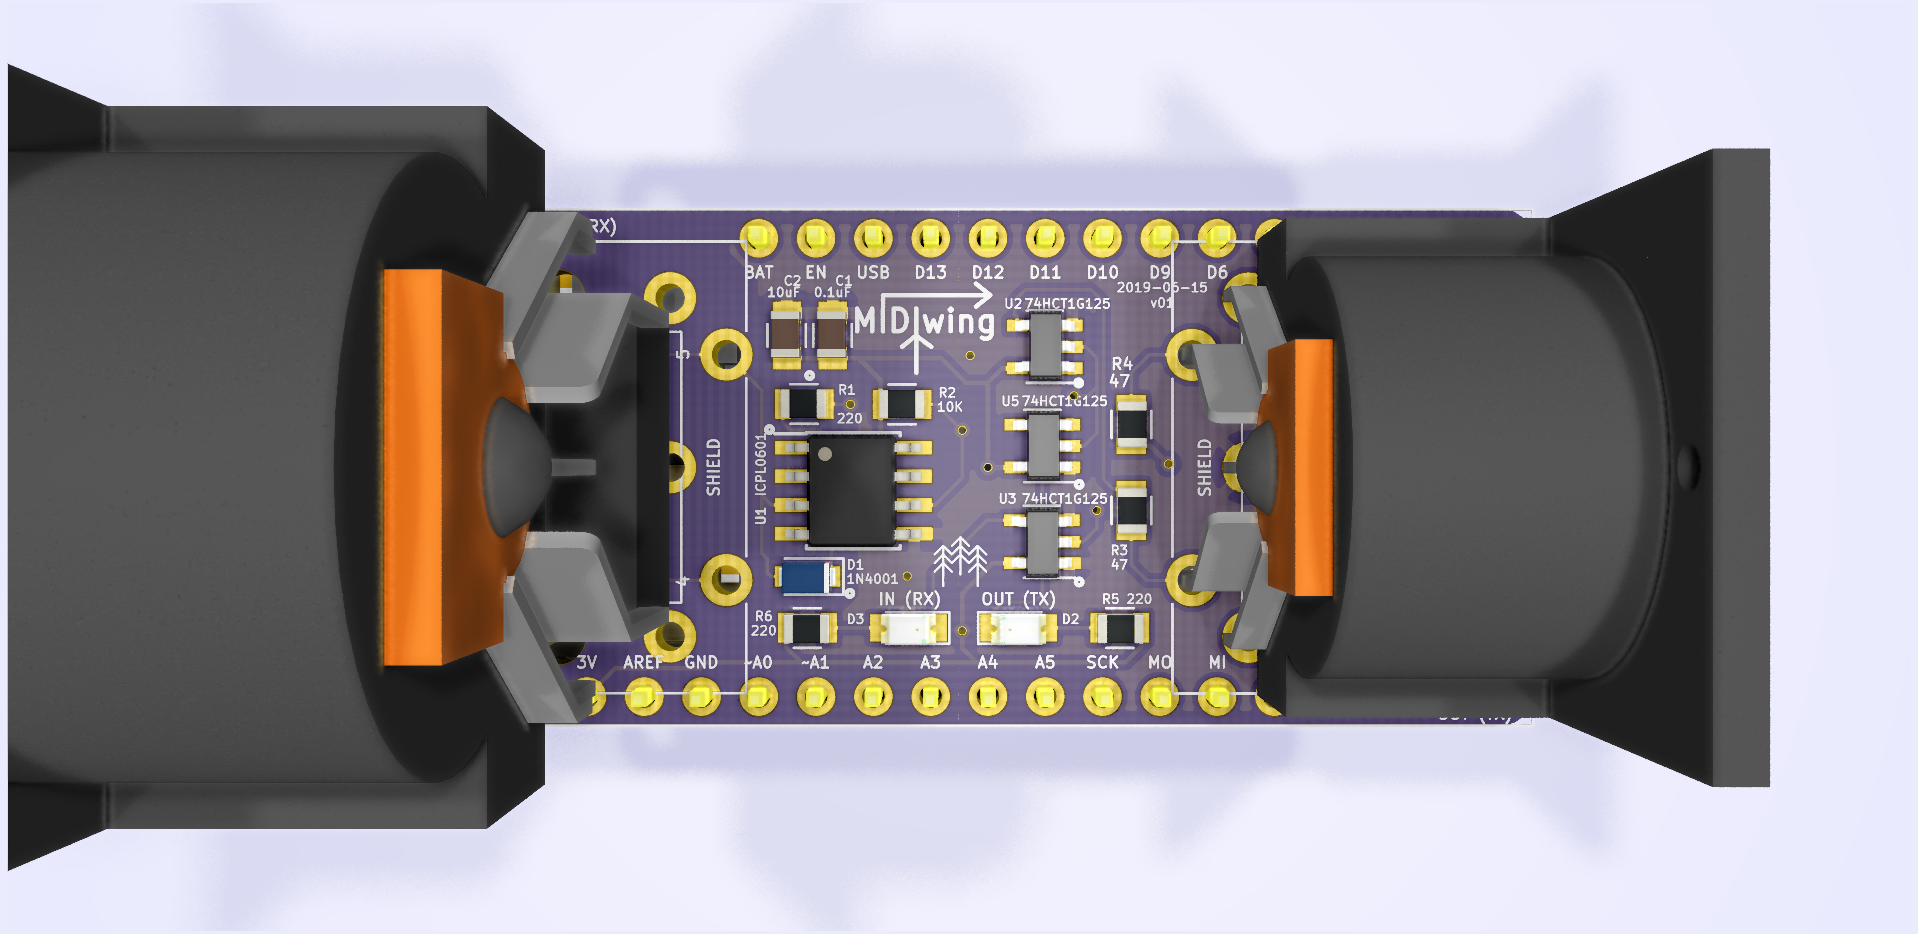 RX)
BAT EN USB D13 D12 D11 D10 D9 D6
C2 10uF
C1 0.1uF
2019-06-15
v01
MIDIwing
U2 74HCT1G125
R4
47
R1
220
R2
10K
U5 74HCT1G125
5
SHIELD
U1 ICPL0601
SHIELD
U3 74HCT1G125
R3
47
4
D1
1N4001
IN (RX)
OUT (TX)
R6
220
D3
D2
R5 220
3V AREF GND ~A0 ~A1 A2 A3 A4 A5 SCK MO MI